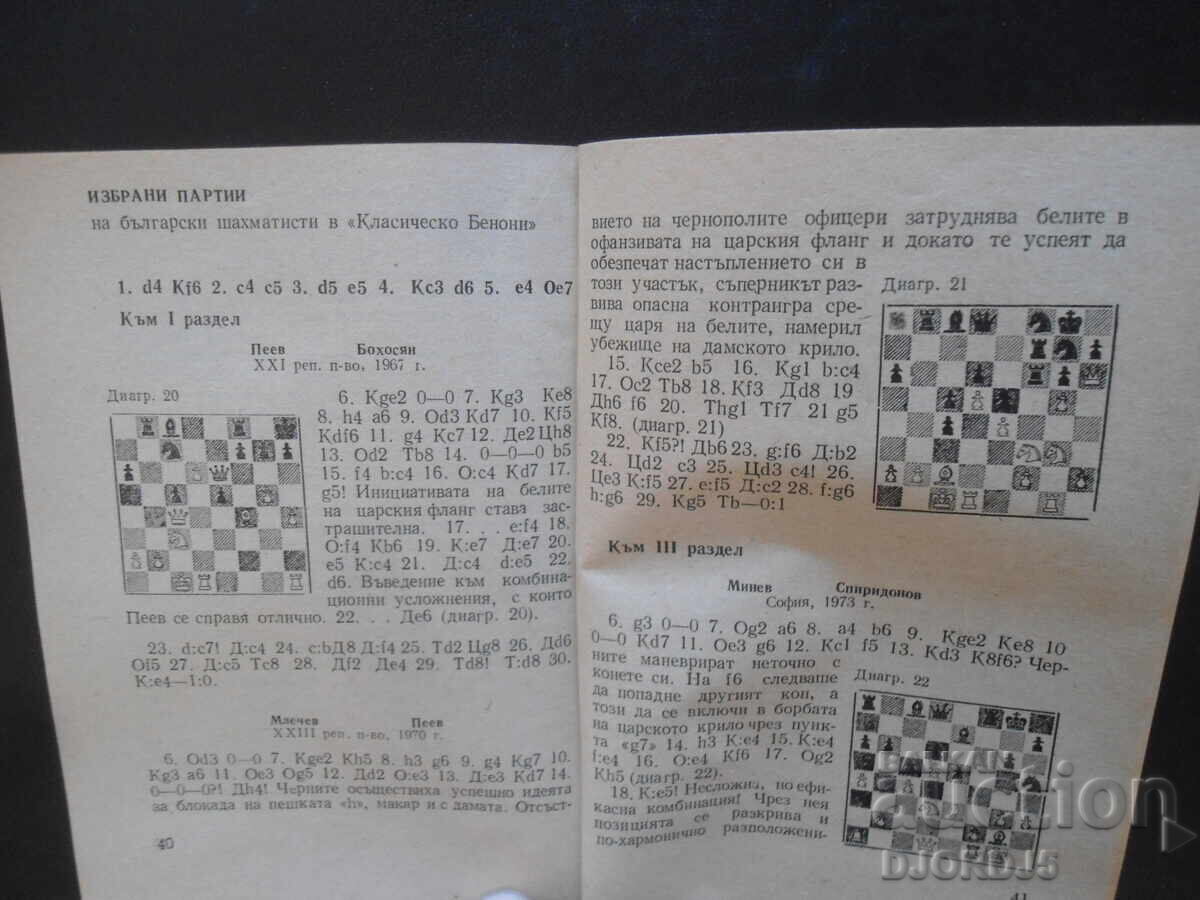 ИЗБРАНИ ПАРТИИ
на български шахматисти в «Класическо Бенони»
1. d4 Kf6 2. c4 c5 3. d5 e5 4. Kc3 d6 5. e4 Oe7
Към I раздел
Пеев Бохосян
XXI реп. п-во, 1967 г.
Диагр. 20
6. Kge2 0—0 7. Kg3 Ke8
8. h4 a6 9. Od3 Kd7 10. Kf5
Kdf6 11. g4 Kc7 12. Де2 Цh8
13. Od2 Tb8 14. 0—0—0 b5
15. f4 b:c4 16. O:c4 Kd7 17.
g5! Инициативата на белите
на царския фланг става зас-
трашителна. 17. . . e:f4 18.
O:f4 Kb6 19. K:e7 Д:e7 20.
e5 K:c4 21. Д:c4 d:e5 22.
d6. Въведение към комбина-
ционни усложнения, с които
Пеев се справя отлично. 22. . . Де6 (диагр. 20).
23. d:c7! Д:c4 24. c:bД8 Д:f4 25. Td2 Цg8 26. Дd6
Of5 27. Д:c5 Tc8 28. Дf2 Де4 29. Td8! T:d8 30.
K:e4—1:0.
Млечев Пеев
XXIII реп. п-во, 1970 г.
6. Od3 0—0 7. Kge2 Kh5 8. h3 g6 9. g4 Kg7 10.
Kg3 a6 11. Oe3 Og5 12. Дd2 O:e3 13. Д:e3 Kd7 14.
0—0—0?! Дh4! Черните осъществиха успешно идеята
за блокада на пешката «h», макар и с дамата. Отсъст-
40
вието на чернополите офицери затруднява белите в
офанзивата на царския фланг и докато те успеят да
обезпечат настъплението си в
този участък, съперникът раз-
вива опасна контраигра сре-
щу царя на белите, намерил
убежище на дамското крило.
Диагр. 21
15. Kce2 b5 16. Kg1 b:c4
17. Oc2 Tb8 18. Kf3 Дd8 19
Дh6 f6 20. Thg1 Tf7 21 g5
Kf8. (диагр. 21)
22. Kf5?! Дb6 23. g:f6 Д:b2
24. Цd2 c3 25. Цd3 c4! 26.
Це3 K:f5 27. e:f5 Д:c2 28. f:g6
h:g6 29. Kg5 Tb—0:1
Към III раздел
Минев Спиридонов
София, 1973 г.
6. g3 0—0 7. Og2 a6 8. a4 b6 9. Kge2 Ke8 10
0—0 Kd7 11. Oe3 g6 12. Kc1 f5 13. Kd3 K8f6? Чер-
ните маневрират неточно с
конете си. На f6 следваше
да попадне другият кон, а
този да се включи в борбата
на царското крило чрез пунк-
та «g7» 14. h3 K:e4 15. K:e4
f:e4 16. O:e4 Kf6 17. Og2
Kh5 (диагр. 22).
Диагр. 22
18. K:e5! Несложна, но ефи-
касна комбинация! Чрез нея
се разкрива и
позицията
по-хармонично разположени-
41
BALKAN
auction
DJORDJ5